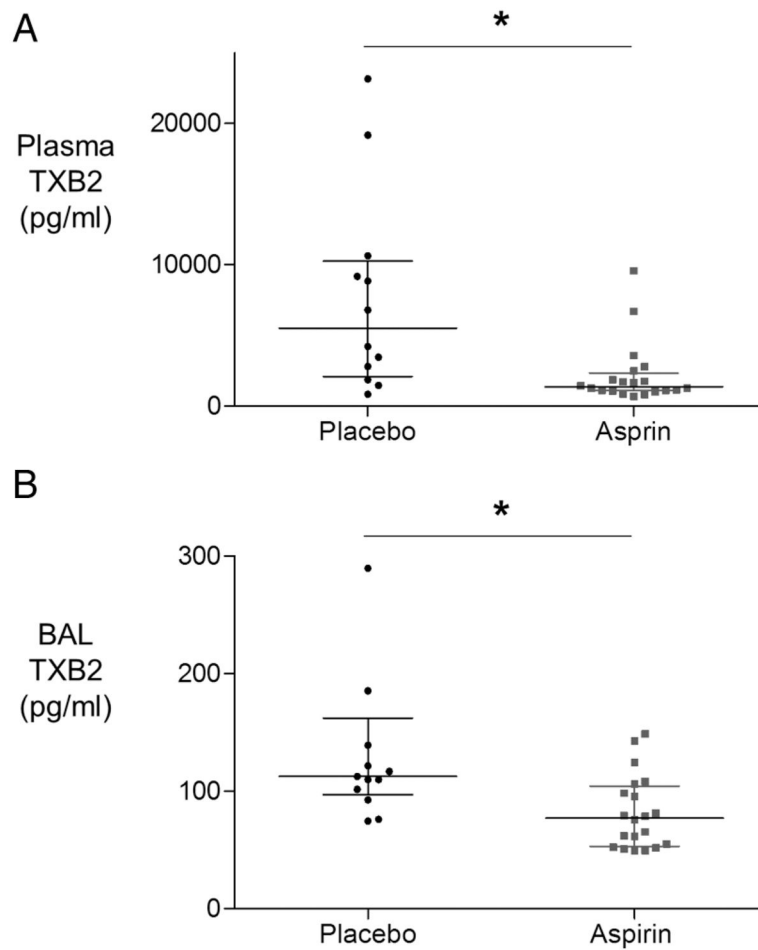 A
*
Plasma
TXB2
(pg/ml)
20000
10000
0
Placebo
Asprin
B
*
BAL
TXB2
(pg/ml)
300
200
100
0
Placebo
Aspirin